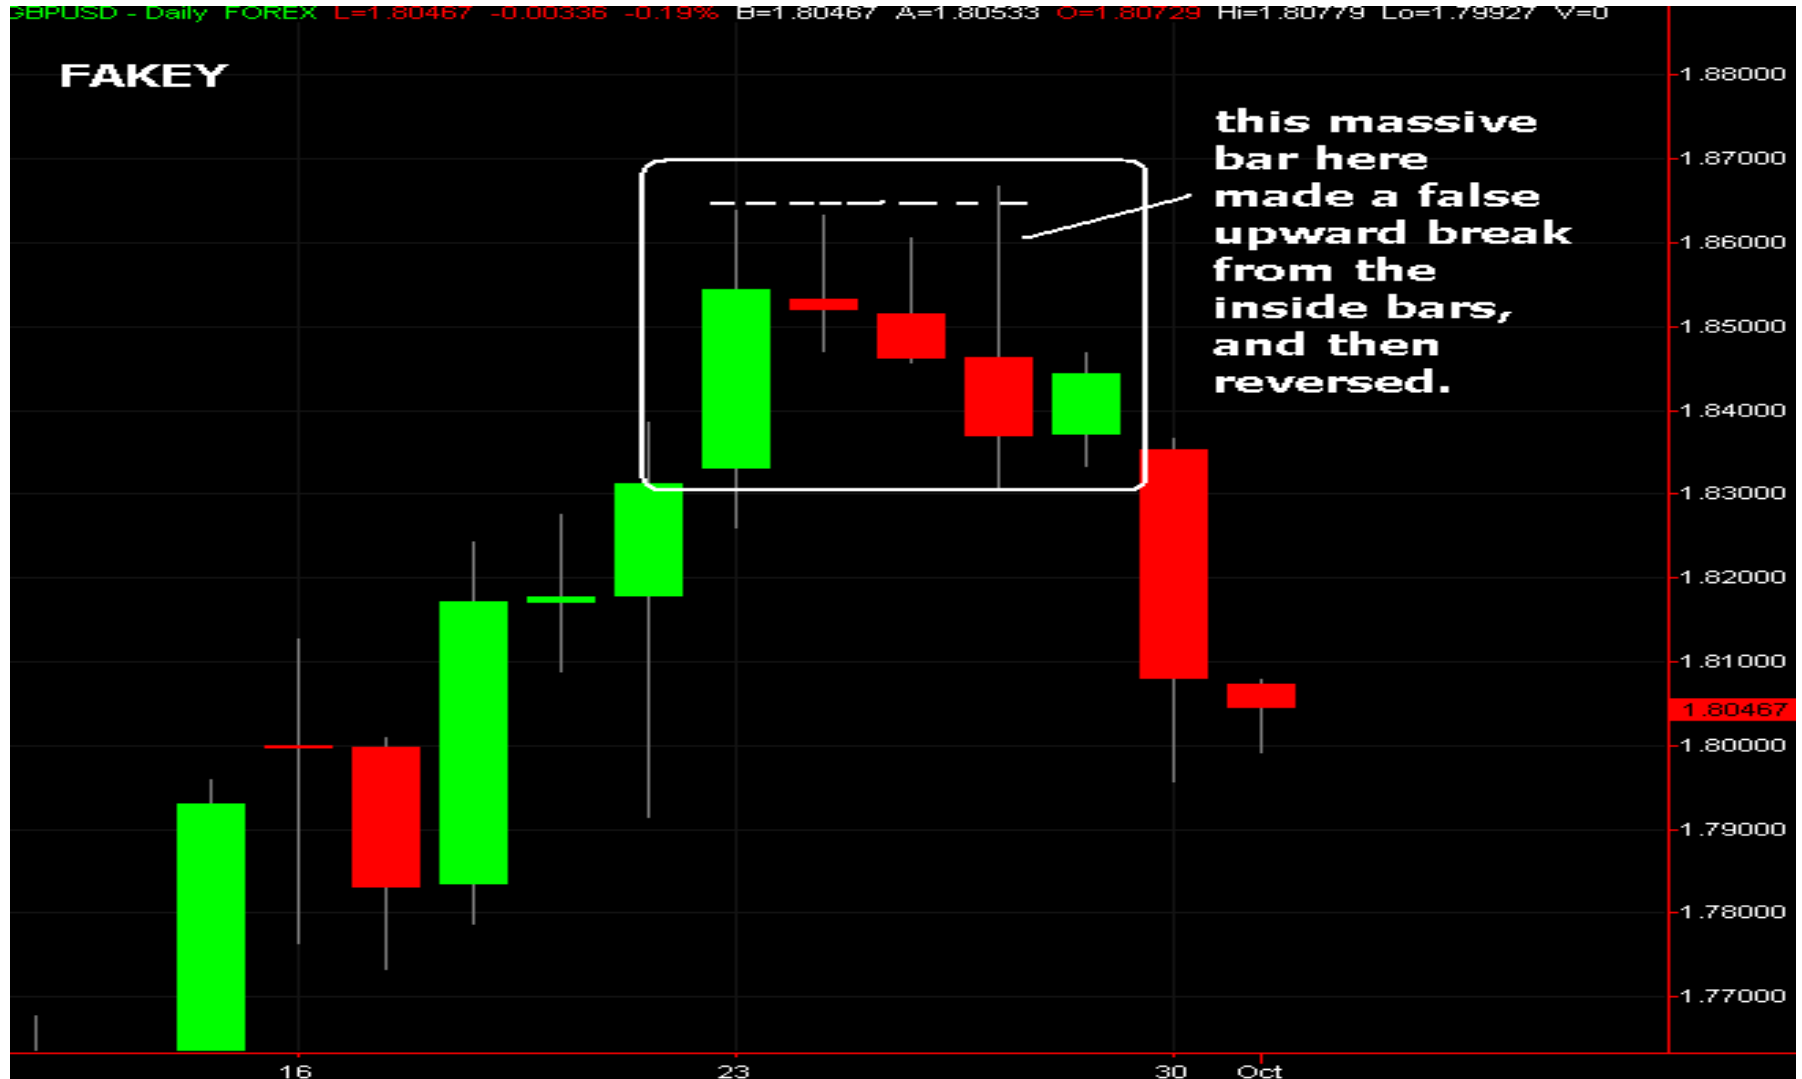 GBPUSD - Daily FOREX L=1.80467 -0.00336 -0.19% B=1.80467 A=1.80533 O=1.80729 Hi=1.80779 Lo=1.79927 V=0
FAKEY
this massive
bar here
made a false
upward break
from the
inside bars,
and then
reversed.
1.88000
1.87000
1.86000
1.85000
1.84000
1.83000
1.82000
1.81000
1.80467
1.80000
1.79000
1.78000
1.77000
16 23 30 Oct